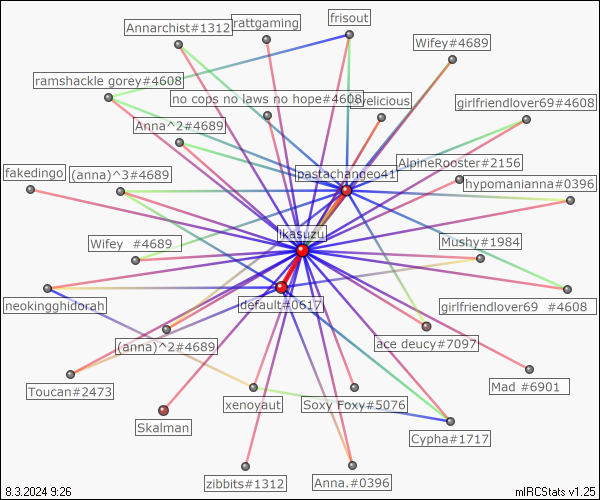 frisout
Annarchist#1312
rattgaming
Wifey#4689
ramshackle gorey#4608
no cops no laws no hope#4608
velicious
girlfriendlover69#4608
Anna^2#4689
AlpineRooster#2156
fakedingo
(anna)^3#4689
pastachangeo41
hypomanianna#0396
ikasuzu
Wifey  #4689
Mushy#1984
neokingghidorah
default#0617
girlfriendlover69  #4608
(anna)^2#4689
ace deucy#7097
Toucan#2473
Mad #6901
xenoyaut
Soxy Foxy#5076
Skalman
Cypha#1717
zibbits#1312
Anna.#0396
8.3.2024 9:26
mIRCStats v1.25